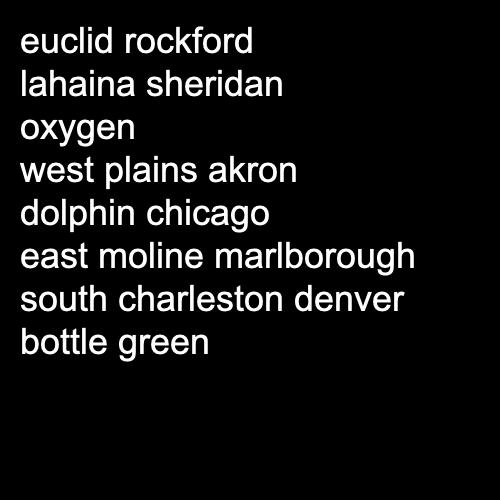 euclid rockford
lahaina sheridan
oxygen
west plains akron
dolphin chicago
east moline marlborough
south charleston denver
bottle green